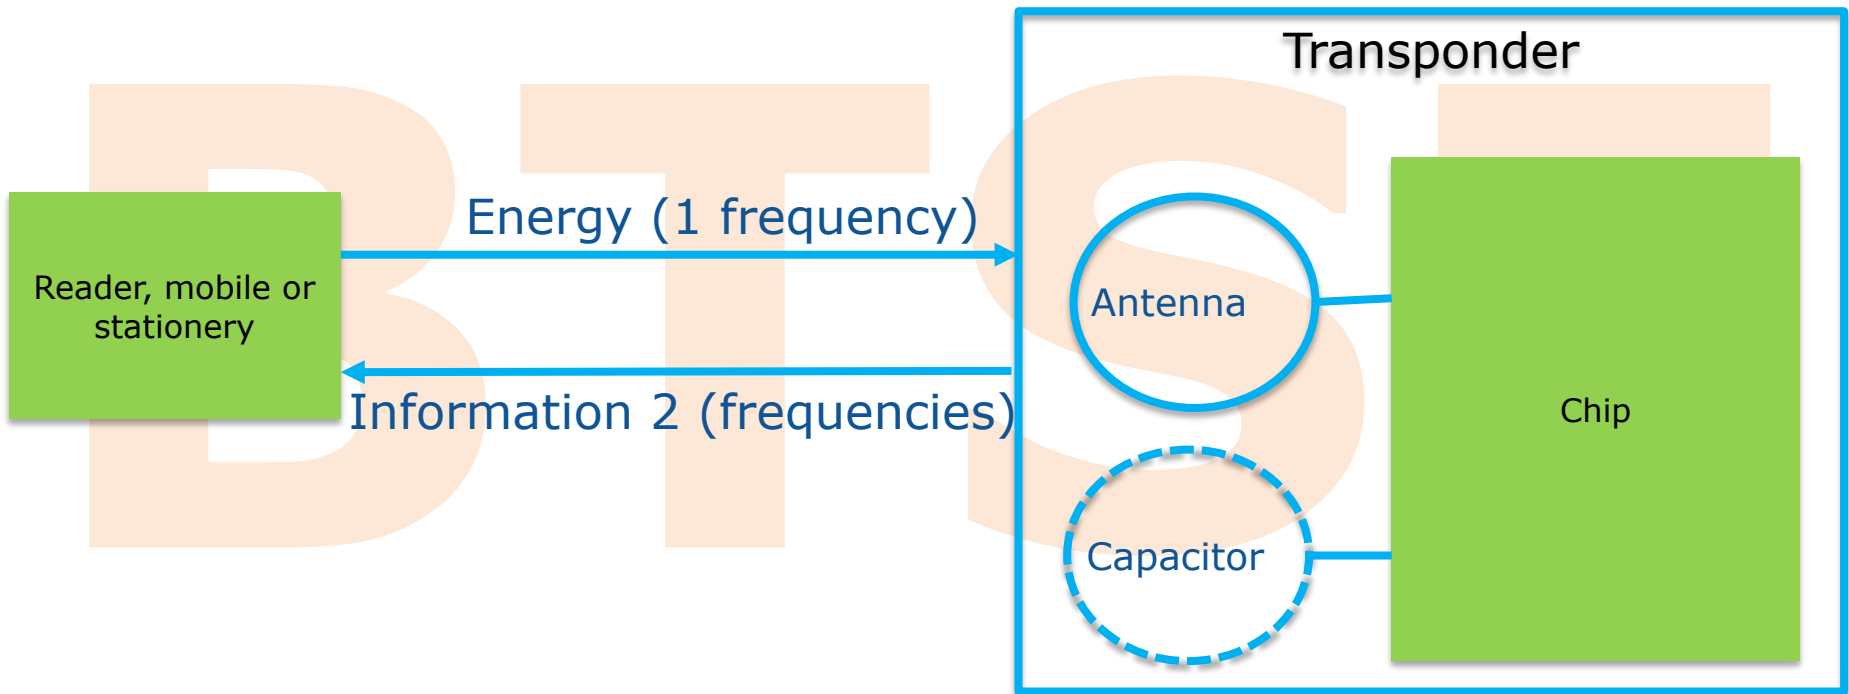 Transponder
Energy (1 frequency)
Reader, mobile or
stationery
Antenna
Information 2 (frequencies)
Chip
Capacitor